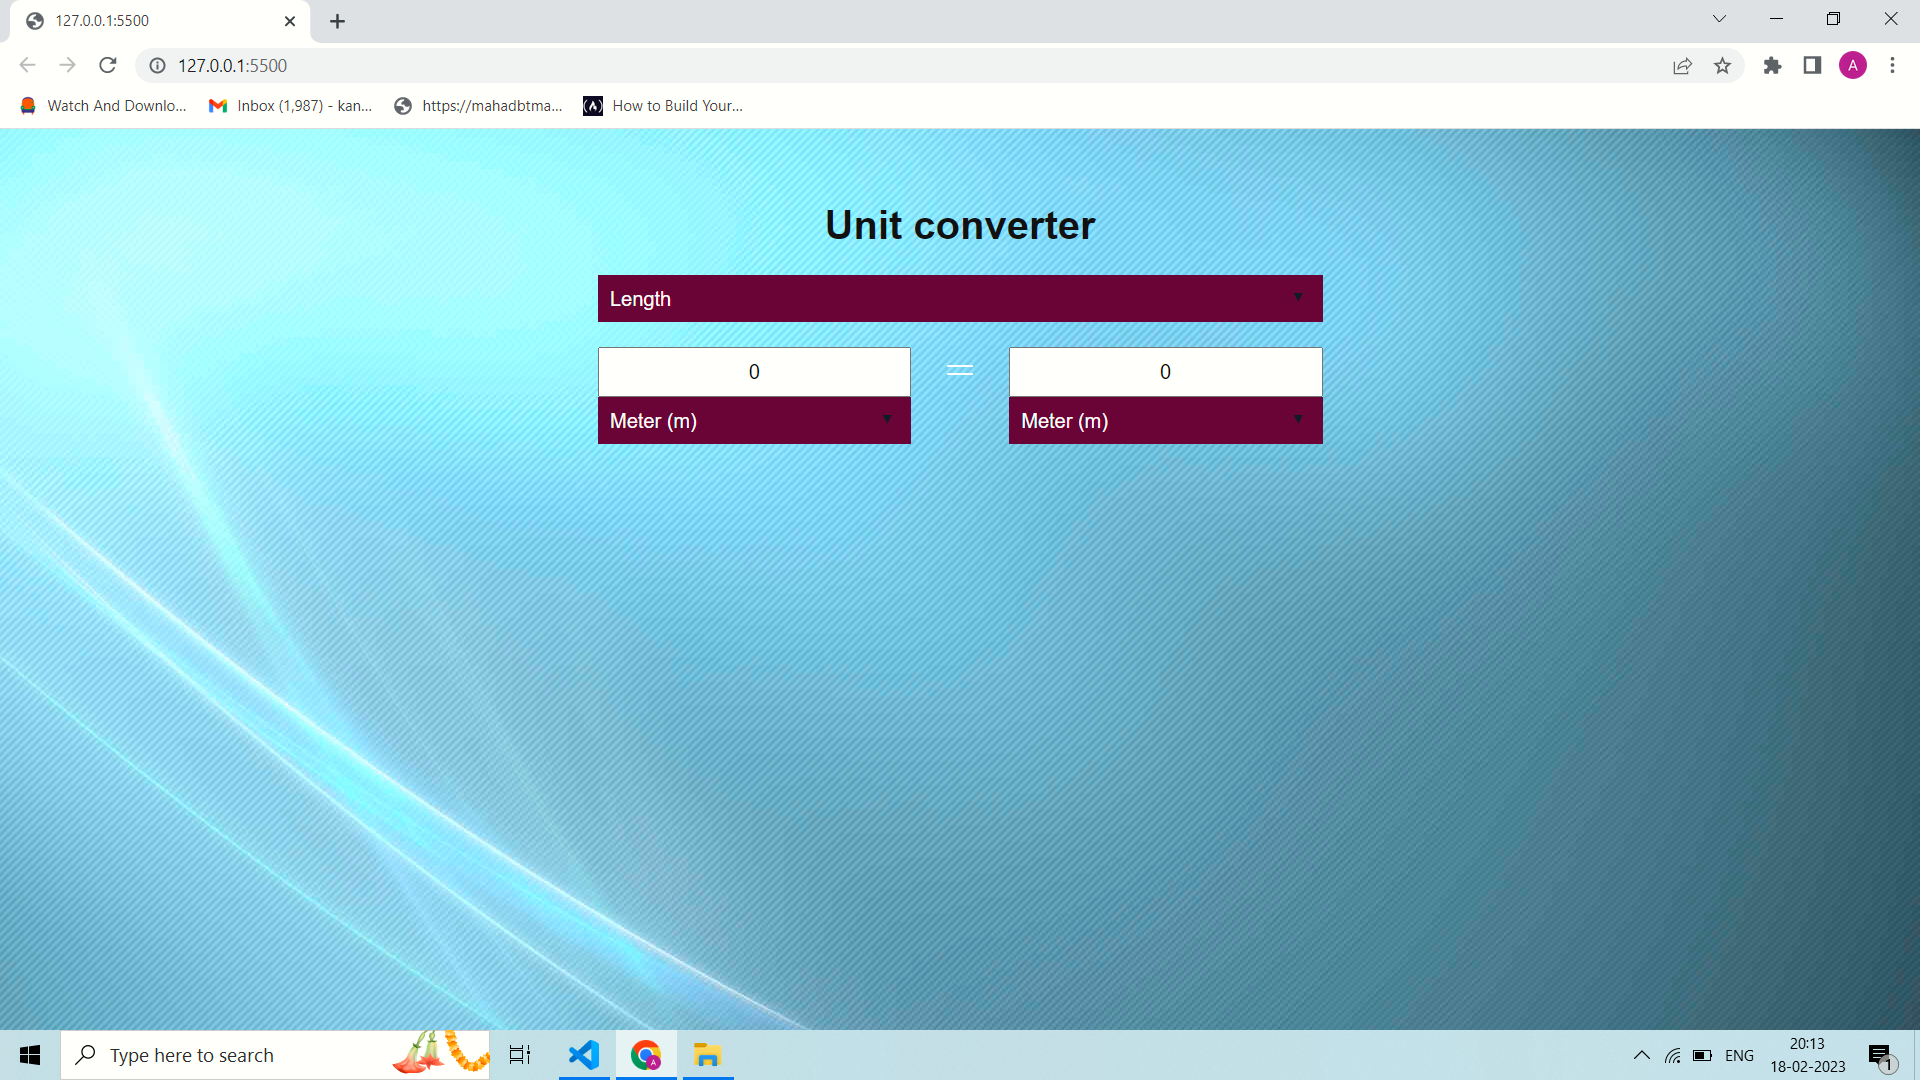 127.0.0.1:5500
127.0.0.1:5500
A
Watch And Downlo...
Inbox (1,987) - kan...
https://mahadbtma...
How to Build Your...
Unit converter
Length
0 = 0
Meter (m) Meter (m)
Type here to search
A
ENG
20:13
18-02-2023
1